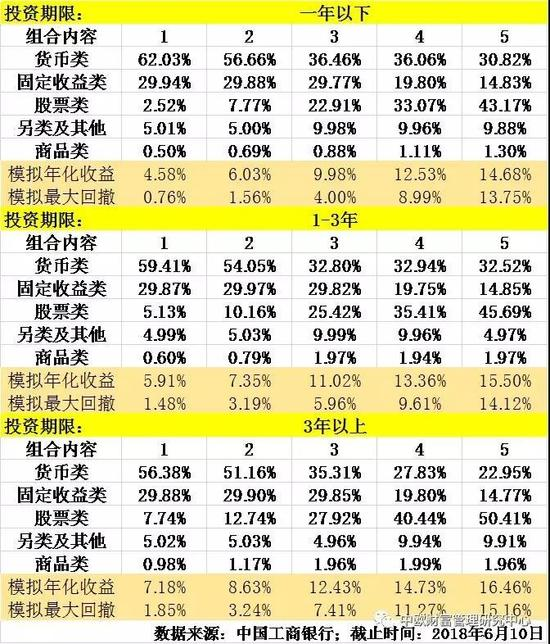 投资期限： 一年以下
组合内容 1 2 3 4 5
货币类 62.03% 56.66% 36.46% 36.06% 30.82%
固定收益类 29.94% 29.88% 29.77% 19.80% 14.83%
股票类 2.52% 7.77% 22.91% 33.07% 43.17%
另类及其他 5.01% 5.00% 9.98% 9.96% 9.88%
商品类 0.50% 0.69% 0.88% 1.11% 1.30%
模拟年化收益 4.58% 6.03% 9.98% 12.53% 14.68%
模拟最大回撤 0.76% 1.56% 4.00% 8.99% 13.75%
投资期限： 1-3年
组合内容 1 2 3 4 5
货币类 59.41% 54.05% 32.80% 32.94% 32.52%
固定收益类 29.87% 29.97% 29.82% 19.75% 14.85%
股票类 5.13% 10.16% 25.42% 35.41% 45.69%
另类及其他 4.99% 5.03% 9.99% 9.96% 4.97%
商品类 0.60% 0.79% 1.97% 1.94% 1.97%
模拟年化收益 5.91% 7.35% 11.02% 13.36% 15.50%
模拟最大回撤 1.48% 3.19% 5.96% 9.61% 14.12%
投资期限： 3年以上
组合内容 1 2 3 4 5
货币类 56.38% 51.16% 35.31% 27.83% 22.95%
固定收益类 29.88% 29.90% 29.85% 19.80% 14.77%
股票类 7.74% 12.74% 27.92% 40.44% 50.41%
另类及其他 5.02% 5.03% 4.96% 9.94% 9.91%
商品类 0.98% 1.17% 1.96% 1.99% 1.96%
模拟年化收益 7.18% 8.63% 12.43% 14.73% 16.46%
模拟最大回撤 1.85% 3.24% 7.41% 11.27% 15.16%
中欧财富管理研究中心
数据来源：中国工商银行；截止时间：2018年6月10日